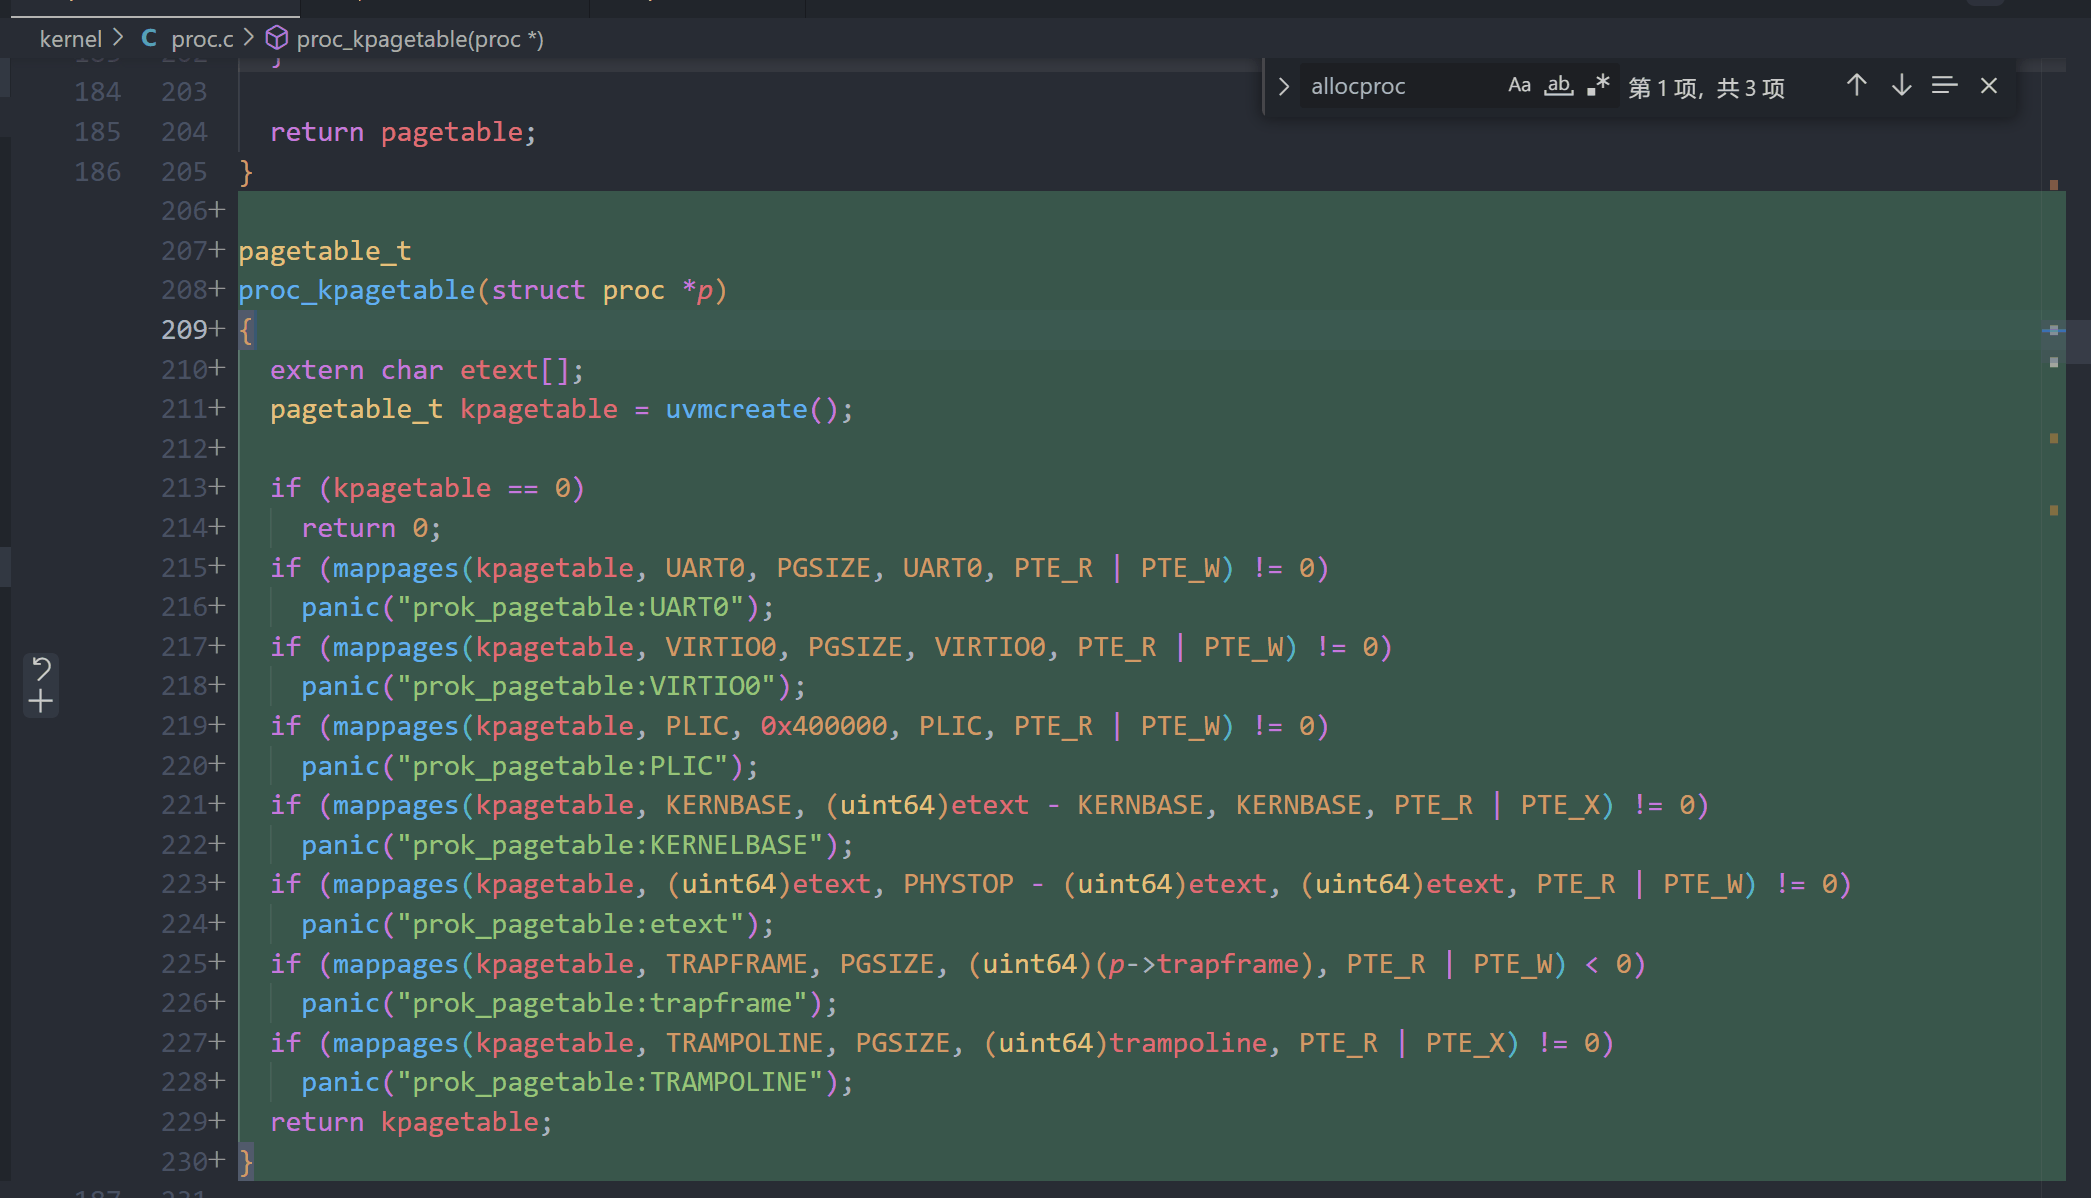 kernel > C proc.c > proc_kpagetable(proc *)
allocproc Aa ab .* 第 1 项，共 3 项
184 203
185 204 return pagetable;
186 205 }
206+
207+ pagetable_t
208+ proc_kpagetable(struct proc *p)
209+ {
210+ extern char etext[];
211+ pagetable_t kpagetable = uvmcreate();
212+
213+ if (kpagetable == 0)
214+ return 0;
215+ if (mappages(kpagetable, UART0, PGSIZE, UART0, PTE_R | PTE_W) != 0)
216+ panic("prok_pagetable:UART0");
217+ if (mappages(kpagetable, VIRTIO0, PGSIZE, VIRTIO0, PTE_R | PTE_W) != 0)
218+ panic("prok_pagetable:VIRTIO0");
219+ if (mappages(kpagetable, PLIC, 0x400000, PLIC, PTE_R | PTE_W) != 0)
220+ panic("prok_pagetable:PLIC");
221+ if (mappages(kpagetable, KERNBASE, (uint64)etext - KERNBASE, KERNBASE, PTE_R | PTE_X) != 0)
222+ panic("prok_pagetable:KERNELBASE");
223+ if (mappages(kpagetable, (uint64)etext, PHYSTOP - (uint64)etext, (uint64)etext, PTE_R | PTE_W) != 0)
224+ panic("prok_pagetable:etext");
225+ if (mappages(kpagetable, TRAPFRAME, PGSIZE, (uint64)(p->trapframe), PTE_R | PTE_W) < 0)
226+ panic("prok_pagetable:trapframe");
227+ if (mappages(kpagetable, TRAMPOLINE, PGSIZE, (uint64)trampoline, PTE_R | PTE_X) != 0)
228+ panic("prok_pagetable:TRAMPOLINE");
229+ return kpagetable;
230+ }